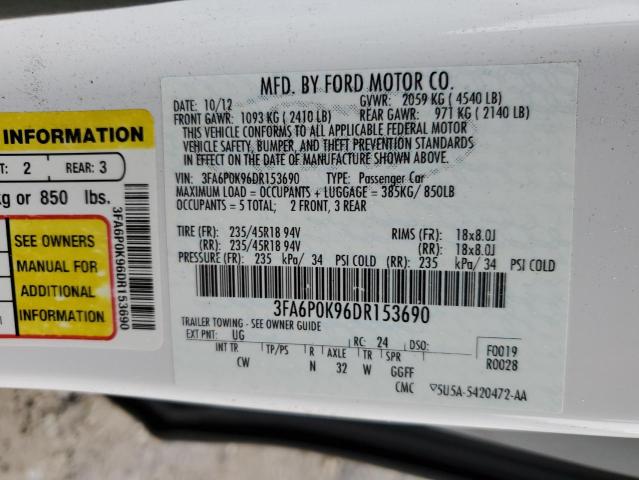 INFORMATION
T: 2 REAR: 3
kg or 850 lbs.
SEE OWNERS
MANUAL FOR
ADDITIONAL
INFORMATION
3FA6P0K96DR153690
MFD. BY FORD MOTOR CO.
DATE: 10/12 GVWR: 2059 KG ( 4540 LB)
FRONT GAWR: 1093 KG ( 2410 LB) REAR GAWR: 971 KG ( 2140 LB)
THIS VEHICLE CONFORMS TO ALL APPLICABLE FEDERAL MOTOR
VEHICLE SAFETY, BUMPER, AND THEFT PREVENTION STANDARDS
IN EFFECT ON THE DATE OF MANUFACTURE SHOWN ABOVE.
VIN: 3FA6P0K96DR153690 TYPE: Passenger Car
MAXIMUM LOAD = OCCUPANTS + LUGGAGE = 385KG/ 850LB
OCCUPANTS = 5 TOTAL; 2 FRONT, 3 REAR
TIRE (FR): 235/45R18 94V RIMS (FR): 18x8.0J
(RR): 235/45R18 94V (RR): 18x8.0J
PRESSURE (FR): 235 kPa/ 34 PSI COLD (RR): 235 kPa/ 34 PSI COLD
3FA6P0K96DR153690
TRAILER TOWING - SEE OWNER GUIDE
EXT PNT: UG RC: 24 DSO: F0019
R0028
INT TR TP/PS R AXLE TR SPR
CW N 32 W GGFF
CMC 5U5A-5420472-AA